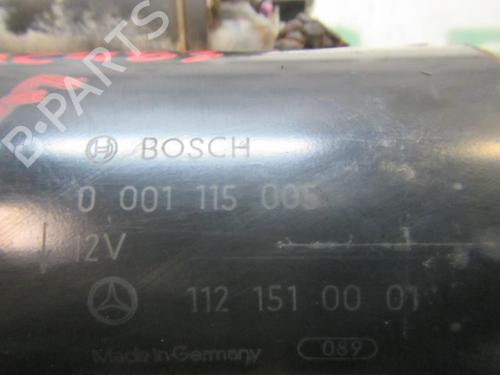 B-PARTS
BOSCH
0 001 115 005
12V
112 151 00 01
Made in Germany
089